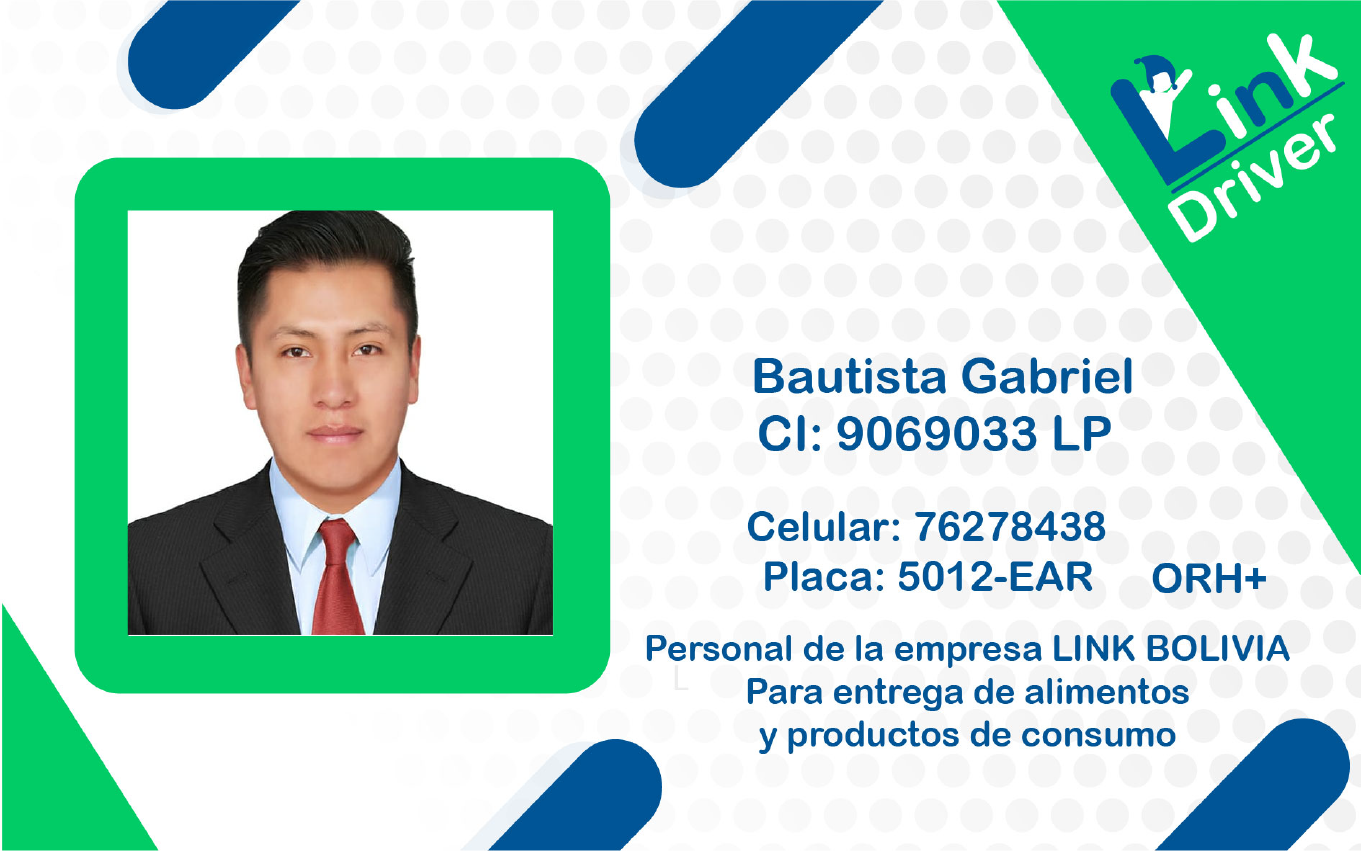 Link
Driver
Bautista Gabriel
CI: 9069033 LP
Celular: 76278438
Placa: 5012-EAR ORH+
Personal de la empresa LINK BOLIVIA
Para entrega de alimentos
y productos de consumo
L